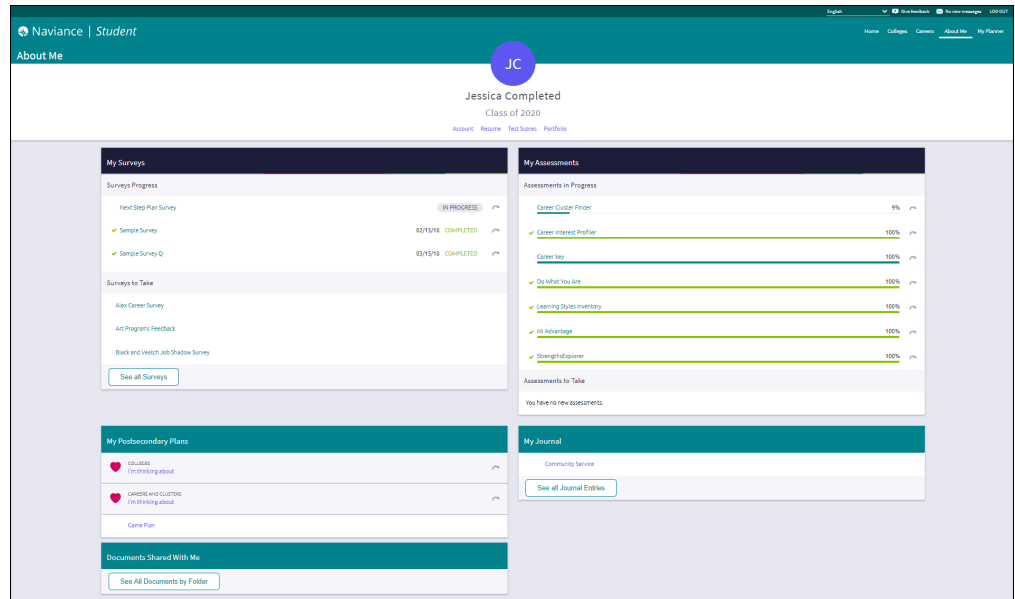 English Give feedback No new messages LOG OUT
Naviance | Student
Home Colleges Careers About Me My Planner
About Me
JC
Jessica Completed
Class of 2020
Account Resume Test Scores Portfolio
My Surveys
Surveys Progress
Next Step Plan Survey IN PROGRESS
Sample Survey 02/15/18 COMPLETED
Sample Survey Q 03/15/18 COMPLETED
Surveys to Take
Alex Career Survey
Art Programs Feedback
Black and Veatch Job Shadow Survey
See all Surveys
My Assessments
Assessments in Progress
Career Cluster Finder 9%
Career Interest Profiler 100%
Career key 100%
Do What You Are 100%
Learning Styles Inventory 100%
MI Advantage 100%
StrengthsExplorer 100%
Assessments to Take
You have no new assessments.
My Postsecondary Plans
COLLEGES
I'm thinking about
CAREERS AND CLUSTERS
I'm thinking about
Game Plan
My Journal
Community Service
See all Journal Entries
Documents Shared With Me
See All Documents by Folder